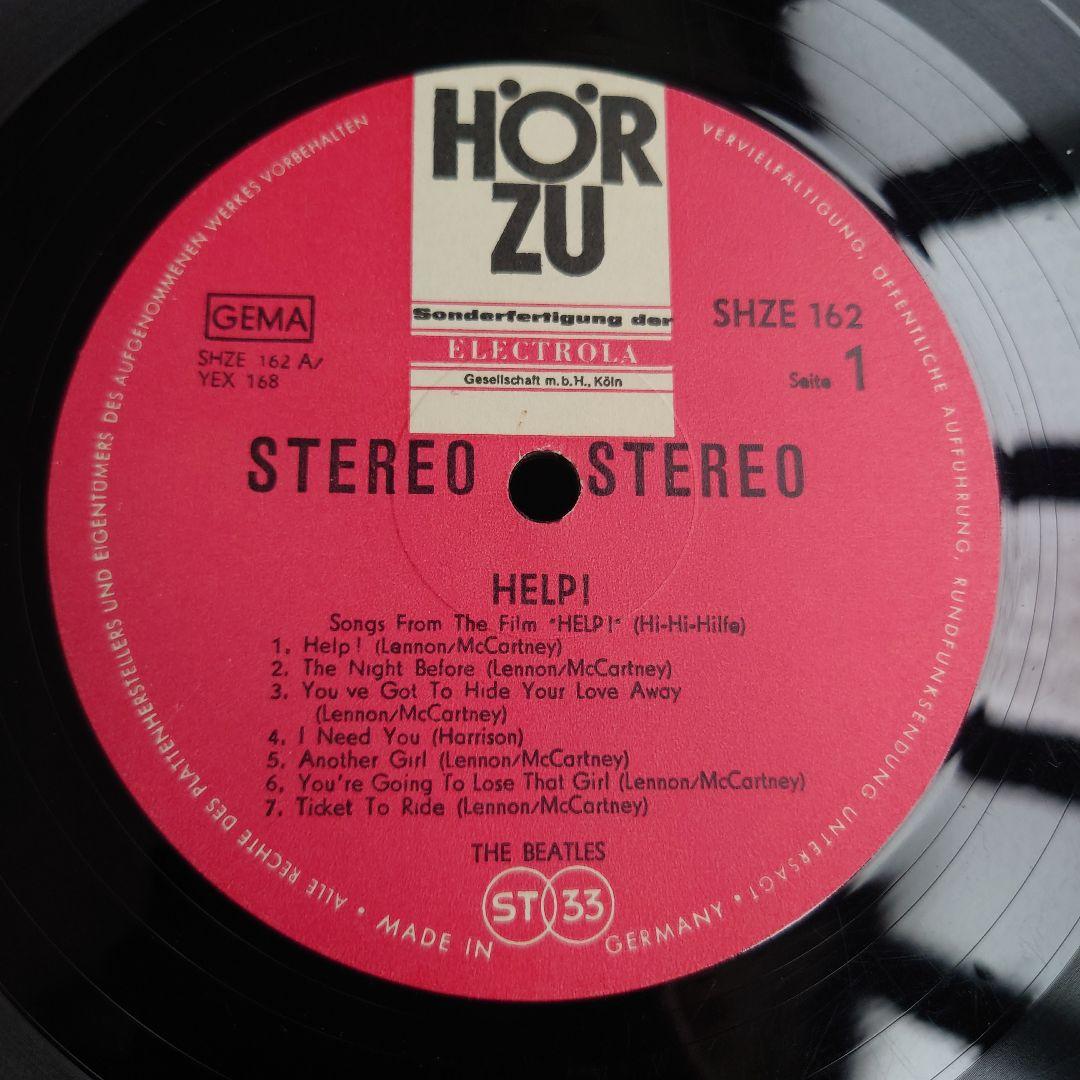 HÖR
ZU
Sonderfertigung der
ELECTROLA
Gesellschaft m.b.H., Köln
GEMA
SHZE 162 A/
YEX 168
SHZE 162
Seite 1
STEREO STEREO
HELP!
Songs From The Film "HELP!" (Hi-Hi-Hilfe)
1. Help! (Lennon/McCartney)
2. The Night Before (Lennon/McCartney)
3. You've Got To Hide Your Love Away
(Lennon/McCartney)
4. I Need You (Harrison)
5. Another Girl (Lennon/McCartney)
6. You're Going To Lose That Girl (Lennon/McCartney)
7. Ticket To Ride (Lennon/McCartney)
THE BEATLES
ST 33
MADE IN GERMANY •
• ALLE RECHTE DES PLATTENHERSTELLERS UND EIGENTÜMERS DES AUFGENOMMENEN WERKES VORBEHALTEN
VERVIELFÄLTIGUNG, ÖFFENTLICHE AUFFÜHRUNG, RUNDFUNKSENDUNG UNTERSAGT •